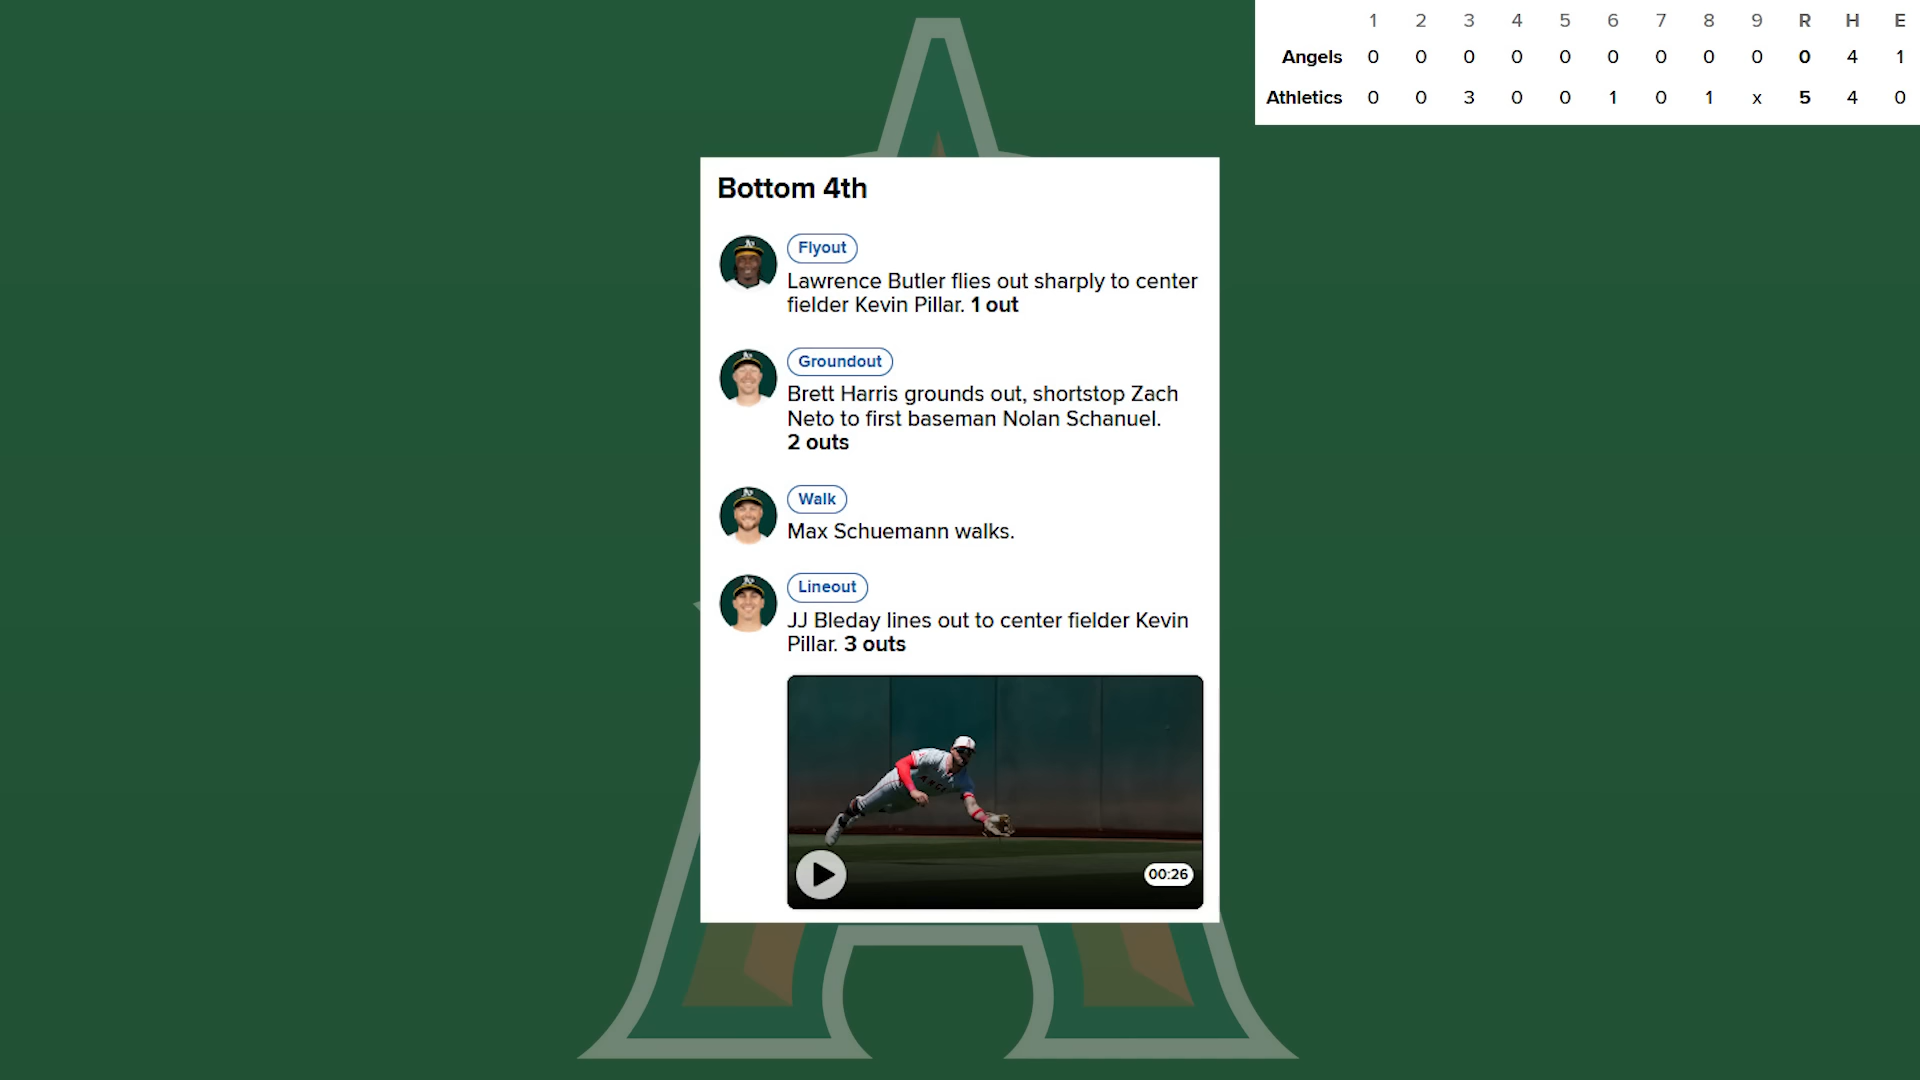 1 2 3 4 5 6 7 8 9 R H E
Angels 0 0 0 0 0 0 0 0 0 0 4 1
Athletics 0 0 3 0 0 1 0 1 x 5 4 0
Bottom 4th
Flyout
Lawrence Butler flies out sharply to center
fielder Kevin Pillar. 1 out
Groundout
Brett Harris grounds out, shortstop Zach
Neto to first baseman Nolan Schanuel.
2 outs
Walk
Max Schuemann walks.
Lineout
JJ Bleday lines out to center fielder Kevin
Pillar. 3 outs
00:26